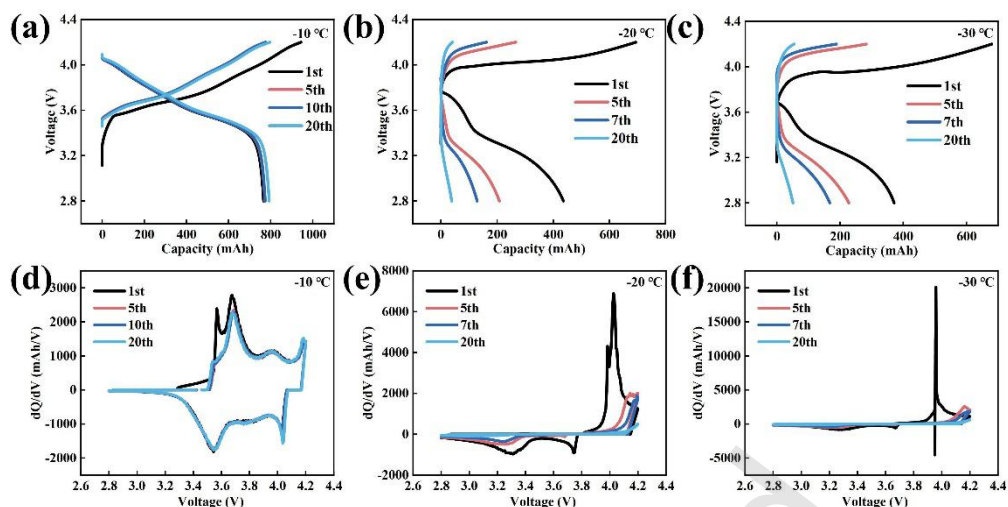 (a)
-10 ℃
1st
5th
10th
20th
4.4
4.0
3.6
3.2
2.8
Voltage (V)
0 200 400 600 800 1000
Capacity (mAh)
(b)
-20 ℃
1st
5th
7th
20th
4.4
4.0
3.6
3.2
2.8
Voltage (V)
0 200 400 600 800
Capacity (mAh)
(c)
-30 ℃
1st
5th
7th
20th
4.4
4.0
3.6
3.2
2.8
Voltage (V)
0 200 400 600
Capacity (mAh)
(d)
-10 ℃
1st
5th
10th
20th
3000
2000
1000
0
-1000
-2000
dQ/dV (mAh/V)
2.6 2.8 3.0 3.2 3.4 3.6 3.8 4.0 4.2 4.4
Voltage (V)
(e)
-20 ℃
1st
5th
7th
20th
8000
6000
4000
2000
0
-2000
dQ/dV (mAh/V)
2.6 2.8 3.0 3.2 3.4 3.6 3.8 4.0 4.2 4.4
Voltage (V)
(f)
-30 ℃
1st
5th
7th
20th
20000
15000
10000
5000
0
-5000
dQ/dV (mAh/V)
2.6 2.8 3.0 3.2 3.4 3.6 3.8 4.0 4.2 4.4
Voltage (V)